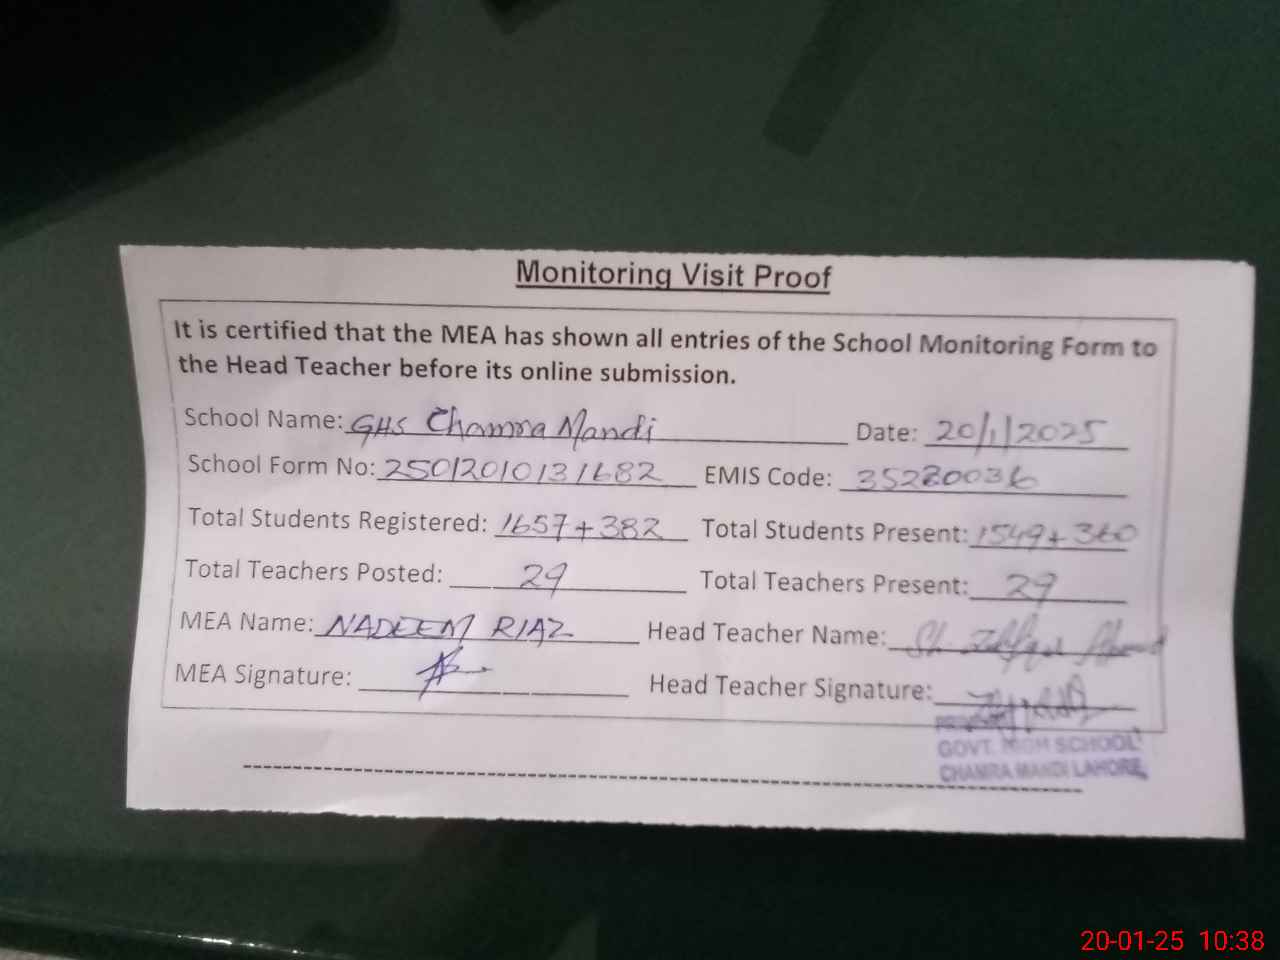 Monitoring Visit Proof
It is certified that the MEA has shown all entries of the School Monitoring Form to
the Head Teacher before its online submission.
School Name: GHS Chamra Mandi Date: 20/1/2025
School Form No: 25012010131682 EMIS Code: 35220036
Total Students Registered: 1657+382 Total Students Present: 1549+360
Total Teachers Posted: 29 Total Teachers Present: 29
MEA Name: NADEEM RIAZ Head Teacher Name: Sh. Ahmad
MEA Signature: Head Teacher Signature:
GOVT. HIGH SCHOOL
CHAMRA MANDI LAHORE
20-01-25 10:38